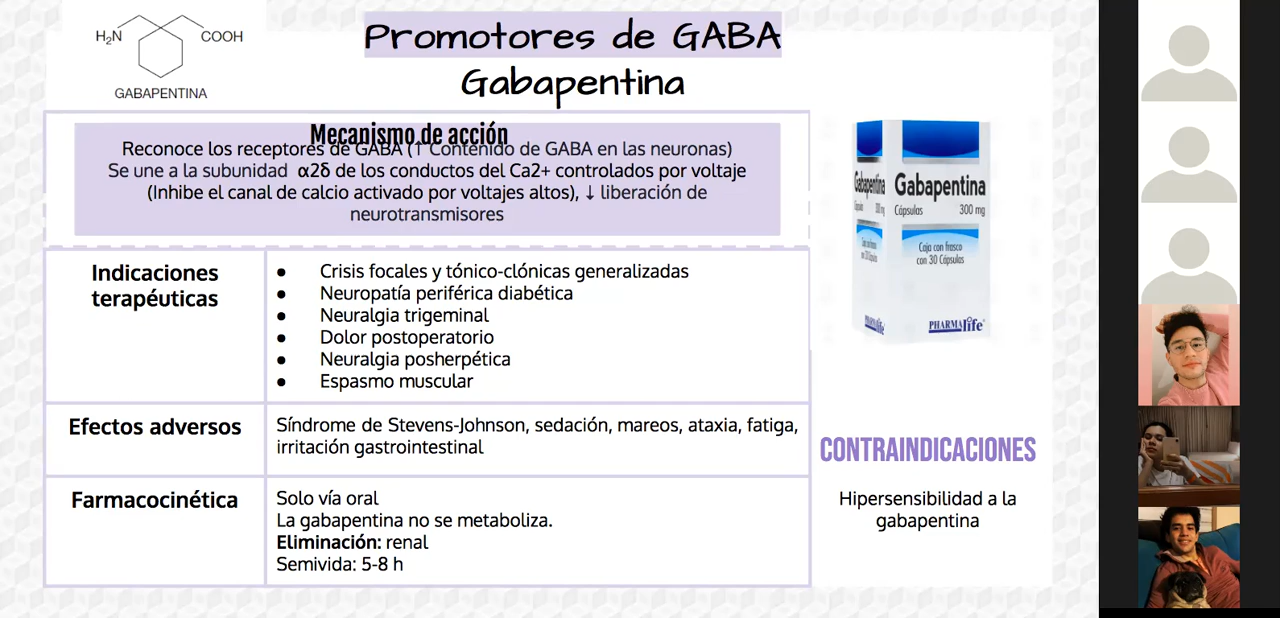 H₂N
COOH
GABAPENTINA
Promotores de GABA
Gabapentina
Mecanismo de acción
Reconoce los receptores de GABA (↑ Contenido de GABA en las neuronas)
Se une a la subunidad α2δ de los conductos del Ca2+ controlados por voltaje
(Inhibe el canal de calcio activado por voltajes altos), ↓ liberación de
neurotransmisores
Indicaciones
terapéuticas
● Crisis focales y tónico-clónicas generalizadas
● Neuropatía periférica diabética
● Neuralgia trigeminal
● Dolor postoperatorio
● Neuralgia posherpética
● Espasmo muscular
Efectos adversos
Síndrome de Stevens-Johnson, sedación, mareos, ataxia, fatiga,
irritación gastrointestinal
Farmacocinética
Solo vía oral
La gabapentina no se metaboliza.
Eliminación: renal
Semivida: 5-8 h
Gabapentina
Cápsulas 300 mg
Gabapentina
Cápsulas 300 mg
Caja con frasco
con 30 Cápsulas
PHARMAlife
CONTRAINDICACIONES
Hipersensibilidad a la
gabapentina